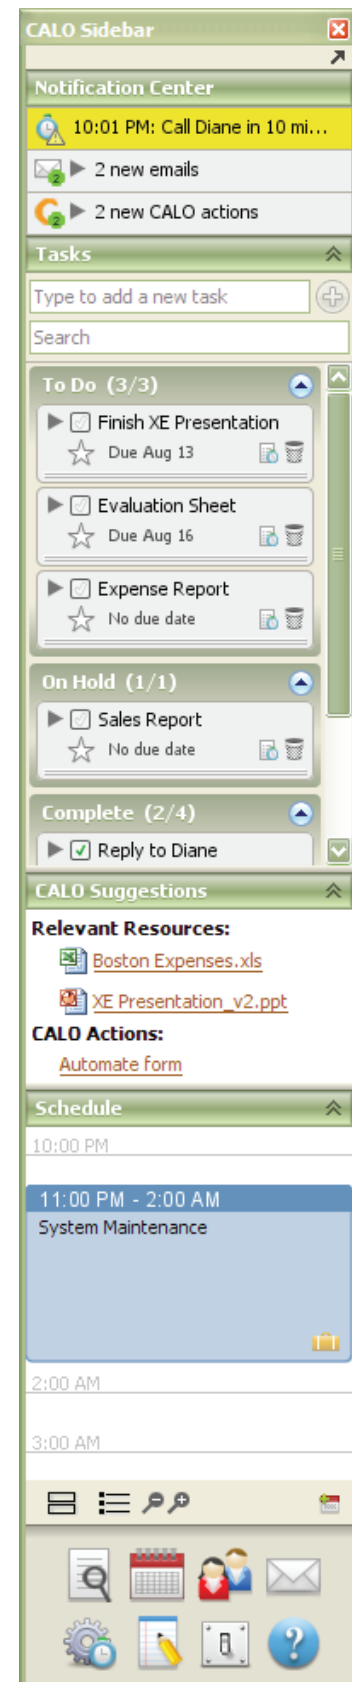 CALO Sidebar
Notification Center
10:01 PM: Call Diane in 10 mi...
2 new emails
2 new CALO actions
Tasks
Type to add a new task
Search
To Do (3/3)
Finish XE Presentation
Due Aug 13
Evaluation Sheet
Due Aug 16
Expense Report
No due date
On Hold (1/1)
Sales Report
No due date
Complete (2/4)
Reply to Diane
CALO Suggestions
Relevant Resources:
Boston Expenses.xls
XE Presentation_v2.ppt
CALO Actions:
Automate form
Schedule
10:00 PM
11:00 PM - 2:00 AM
System Maintenance
2:00 AM
3:00 AM